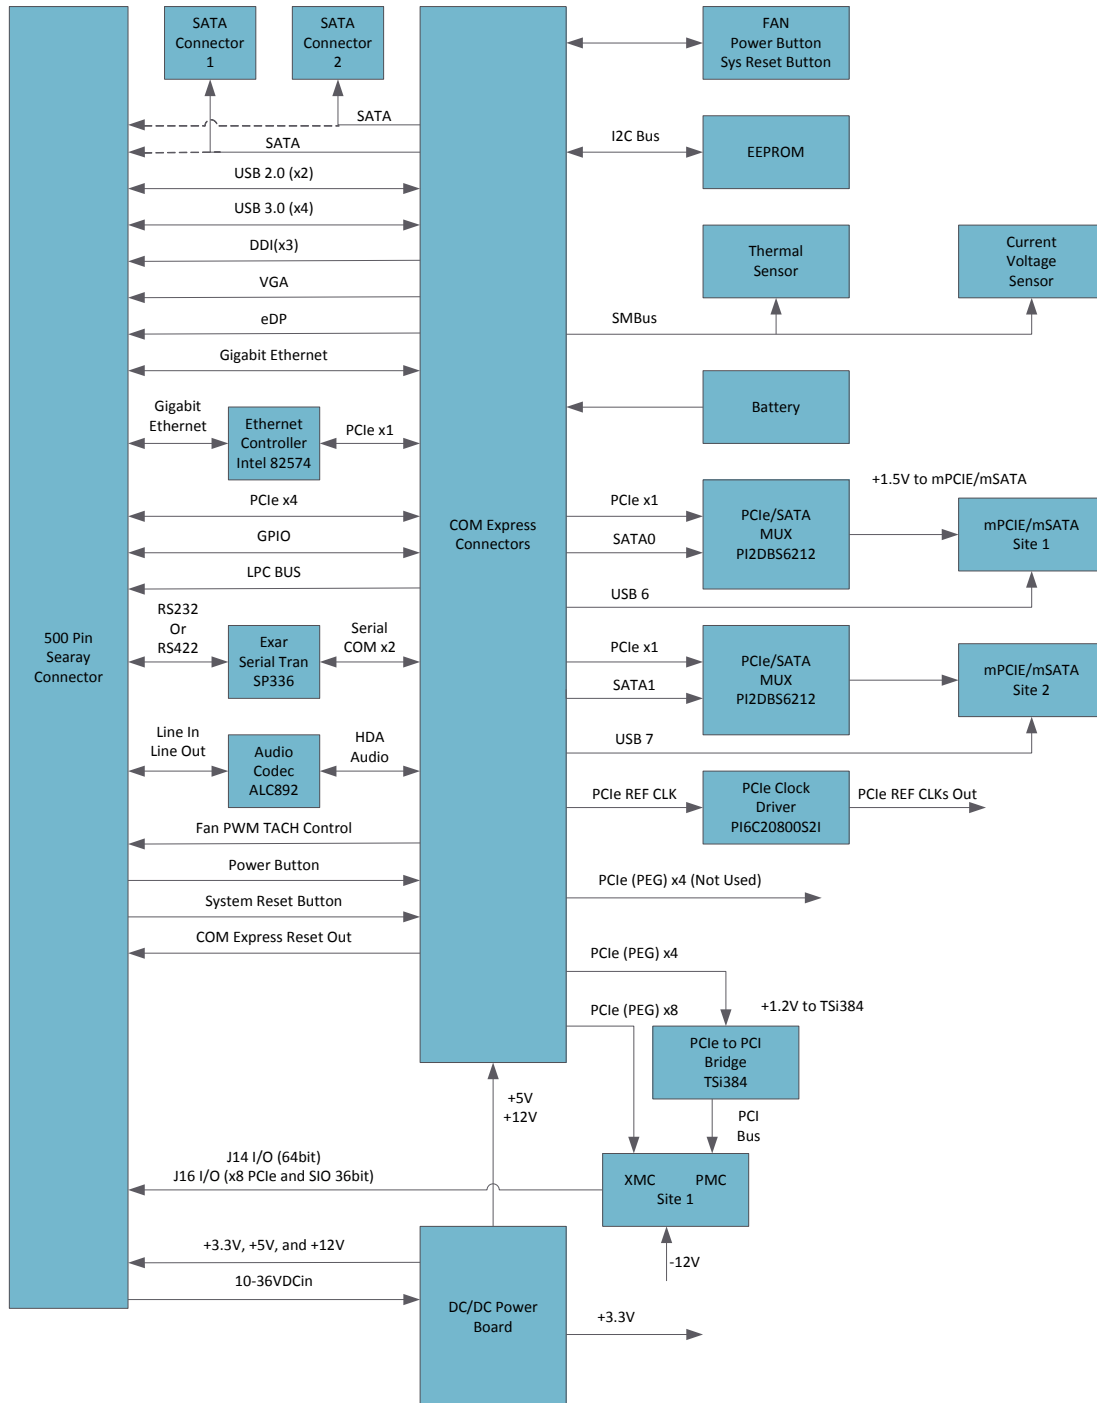 SATA
Connector
1
SATA
Connector
2
FAN
Power Button
Sys Reset Button
SATA
SATA
I2C Bus
EEPROM
USB 2.0 (x2)
USB 3.0 (x4)
DDI(x3)
VGA
eDP
Gigabit Ethernet
Thermal
Sensor
Current
Voltage
Sensor
SMBus
Battery
Gigabit
Ethernet
Ethernet
Controller
Intel 82574
PCIe x1
PCIe x4
GPIO
LPC BUS
COM Express
Connectors
PCIe x1
SATA0
PCIe/SATA
MUX
PI2DBS6212
+1.5V to mPCIE/mSATA
mPCIE/mSATA
Site 1
USB 6
500 Pin
Searay
Connector
RS232
Or
RS422
Exar
Serial Tran
SP336
Serial
COM x2
PCIe x1
SATA1
PCIe/SATA
MUX
PI2DBS6212
mPCIE/mSATA
Site 2
USB 7
Line In
Line Out
Audio
Codec
ALC892
HDA
Audio
PCIe REF CLK
PCIe Clock
Driver
PI6C20800S2I
PCIe REF CLKs Out
Fan PWM TACH Control
Power Button
System Reset Button
COM Express Reset Out
PCIe (PEG) x4 (Not Used)
PCIe (PEG) x4
PCIe (PEG) x8
+1.2V to TSi384
PCIe to PCI
Bridge
TSi384
+5V
+12V
PCI
Bus
J14 I/O (64bit)
J16 I/O (x8 PCIe and SIO 36bit)
XMC PMC
Site 1
-12V
+3.3V, +5V, and +12V
10-36VDCin
DC/DC Power
Board
+3.3V